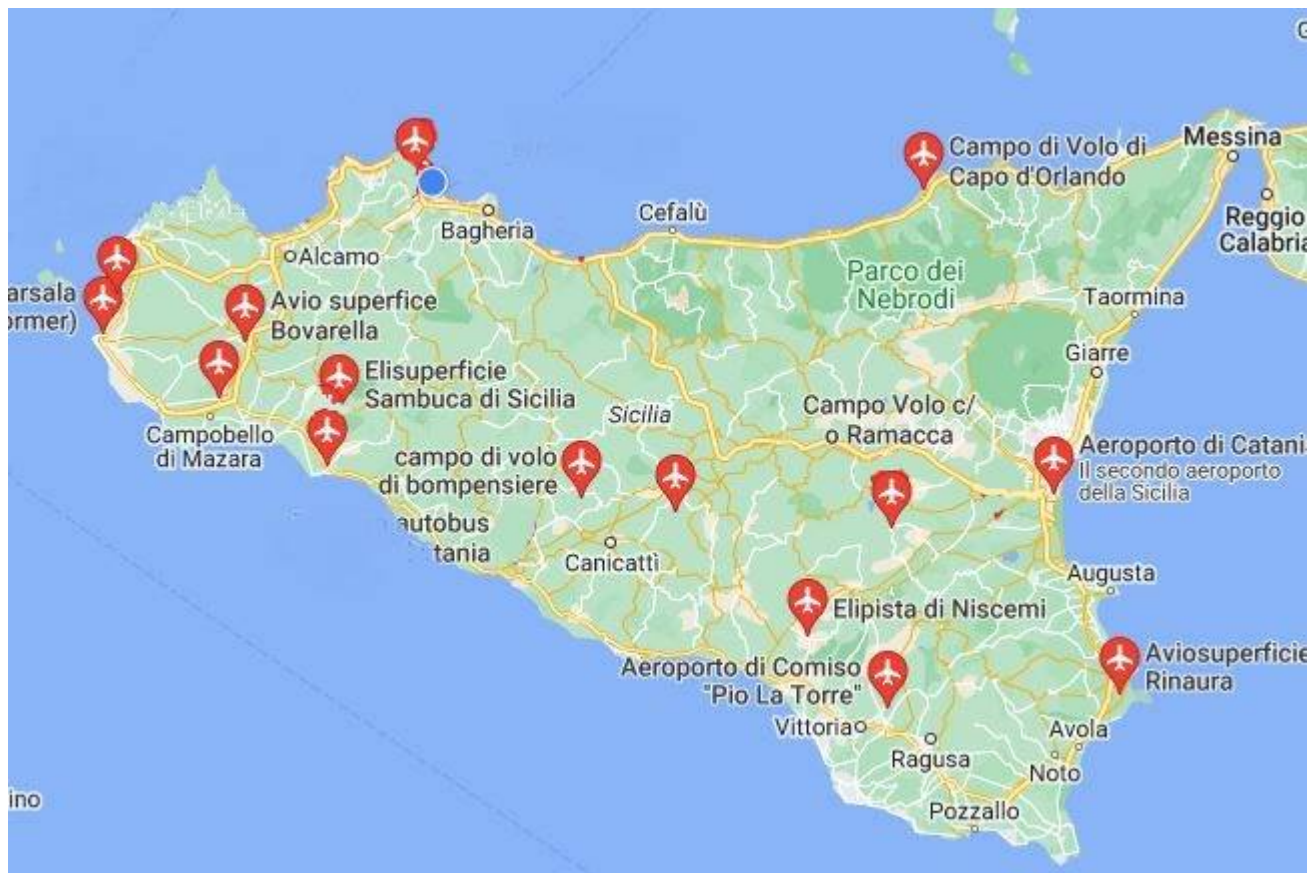 G
Messina
Campo di Volo di
Capo d'Orlando
Reggio
Calabria
Cefalù
Bagheria
Alcamo
Parco dei
Nebrodi
arsala
ormer)
Avio superfice
Bovarella
Taormina
Giarre
Elisuperficie
Sambuca di Sicilia
Sicilia
Campo Volo c/
o Ramacca
Campobello
di Mazara
campo di volo
di bompensiere
Aeroporto di Catani
Il secondo aeroporto
della Sicilia
autobus
tania
Canicattì
Augusta
Elipista di Niscemi
Aeroporto di Comiso
"Pio La Torre"
Aviosuperficie
Rinaura
Vittoria
Ragusa
Avola
Noto
Pozzallo
ino